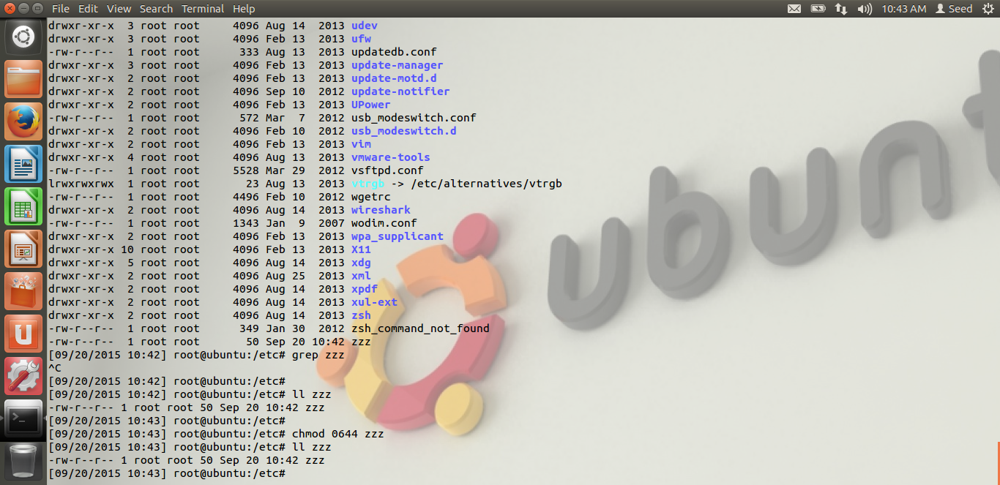 File Edit View Search Terminal Help 10:43 AM Seed
drwxr-xr-x  3 root root     4096 Aug 14  2013 udev
drwxr-xr-x  3 root root     4096 Feb 13  2013 ufw
-rw-r--r--  1 root root      333 Aug 13  2013 updatedb.conf
drwxr-xr-x  3 root root     4096 Feb 13  2013 update-manager
drwxr-xr-x  2 root root     4096 Feb 13  2013 update-motd.d
drwxr-xr-x  2 root root     4096 Sep 10  2012 update-notifier
drwxr-xr-x  2 root root     4096 Feb 13  2013 UPower
-rw-r--r--  1 root root      572 Mar  7  2012 usb_modeswitch.conf
drwxr-xr-x  2 root root     4096 Feb 10  2012 usb_modeswitch.d
drwxr-xr-x  2 root root     4096 Feb 13  2013 vim
drwxr-xr-x  4 root root     4096 Aug 13  2013 vmware-tools
-rw-r--r--  1 root root     5528 Mar 29  2012 vsftpd.conf
lrwxrwxrwx  1 root root       23 Aug 13  2013 vtrgb -> /etc/alternatives/vtrgb
-rw-r--r--  1 root root     4496 Feb 10  2012 wgetrc
drwxr-xr-x  2 root root     4096 Aug 14  2013 wireshark
-rw-r--r--  1 root root     1343 Jan  9  2007 wodim.conf
drwxr-xr-x  2 root root     4096 Feb 13  2013 wpa_supplicant
drwxr-xr-x 10 root root     4096 Feb 13  2013 X11
drwxr-xr-x  5 root root     4096 Aug 14  2013 xdg
drwxr-xr-x  2 root root     4096 Aug 25  2013 xml
drwxr-xr-x  2 root root     4096 Aug 14  2013 xpdf
drwxr-xr-x  2 root root     4096 Aug 14  2013 xul-ext
drwxr-xr-x  2 root root     4096 Aug 14  2013 zsh
-rw-r--r--  1 root root      349 Jan 30  2012 zsh_command_not_found
-rw-r--r--  1 root root       50 Sep 20 10:42 zzz
[09/20/2015 10:42] root@ubuntu:/etc# grep zzz
^C
[09/20/2015 10:42] root@ubuntu:/etc#
[09/20/2015 10:42] root@ubuntu:/etc# ll zzz
-rw-r--r-- 1 root root 50 Sep 20 10:42 zzz
[09/20/2015 10:43] root@ubuntu:/etc#
[09/20/2015 10:43] root@ubuntu:/etc# chmod 0644 zzz
[09/20/2015 10:43] root@ubuntu:/etc# ll zzz
-rw-r--r-- 1 root root 50 Sep 20 10:42 zzz
[09/20/2015 10:43] root@ubuntu:/etc#
ubunt